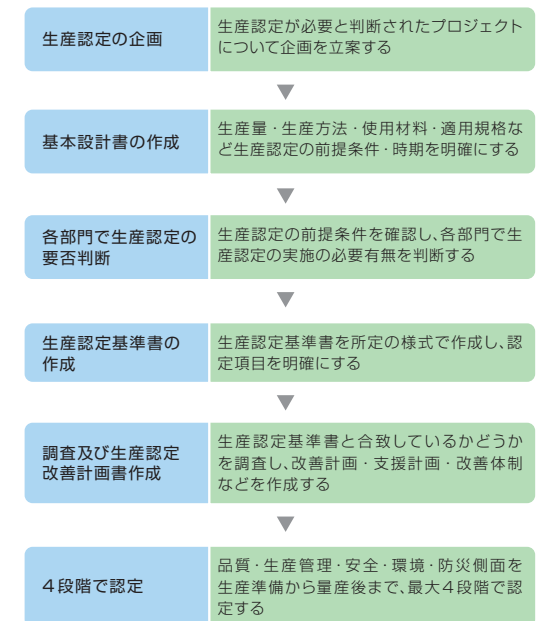 生産認定の企画
生産認定が必要と判断されたプロジェクト
について企画を立案する
基本設計書の作成
生産量・生産方法・使用材料・適用規格な
ど生産認定の前提条件・時期を明確にする
各部門で生産認定の
要否判断
生産認定の前提条件を確認し、各部門で生
産認定の実施の必要有無を判断する
生産認定基準書の
作成
生産認定基準書を所定の様式で作成し、認
定項目を明確にする
調査及び生産認定
改善計画書作成
生産認定基準書と合致しているかどうか
を調査し、改善計画・支援計画・改善体制
などを作成する
4段階で認定
品質・生産管理・安全・環境・防災側面を
生産準備から量産後まで、最大4段階で認
定する